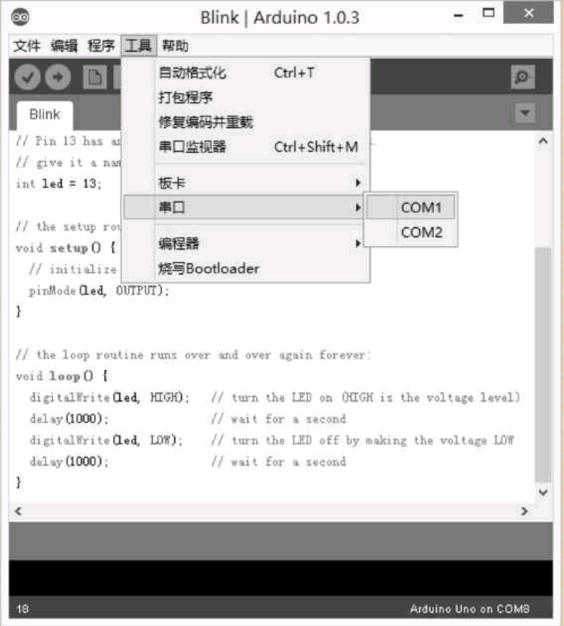 Blink | Arduino 1.0.3
文件 编辑 程序 工具 帮助
自动格式化 Ctrl+T
打包程序
修复编码并重载
串口监视器 Ctrl+Shift+M
板卡
串口
COM1
COM2
编程器
烧写Bootloader
Blink
// Pin 13 has an
// give it a nam
int led = 13;
// the setup rou
void setup() {
// initialize
pinMode(led, OUTPUT);
}
// the loop routine runs over and over again forever:
void loop() {
digitalWrite(led, HIGH); // turn the LED on (HIGH is the voltage level)
delay(1000); // wait for a second
digitalWrite(led, LOW); // turn the LED off by making the voltage LOW
delay(1000); // wait for a second
}
18 Arduino Uno on COM8